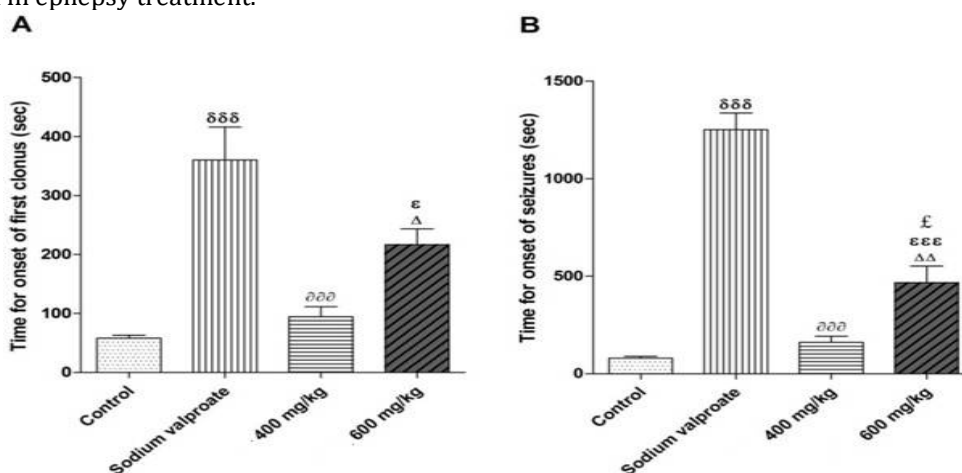 in epilepsy treatment.
A
B
Time for onset of first clonus (sec)
500
400
300
200
100
0
δδδ
∂∂∂
ε
Δ
Control
Sodium valproate
400 mg/kg
600 mg/kg
Time for onset of seizures (sec)
1500
1000
500
0
δδδ
∂∂∂
£
εεε
ΔΔ
Control
Sodium valproate
400 mg/kg
600 mg/kg